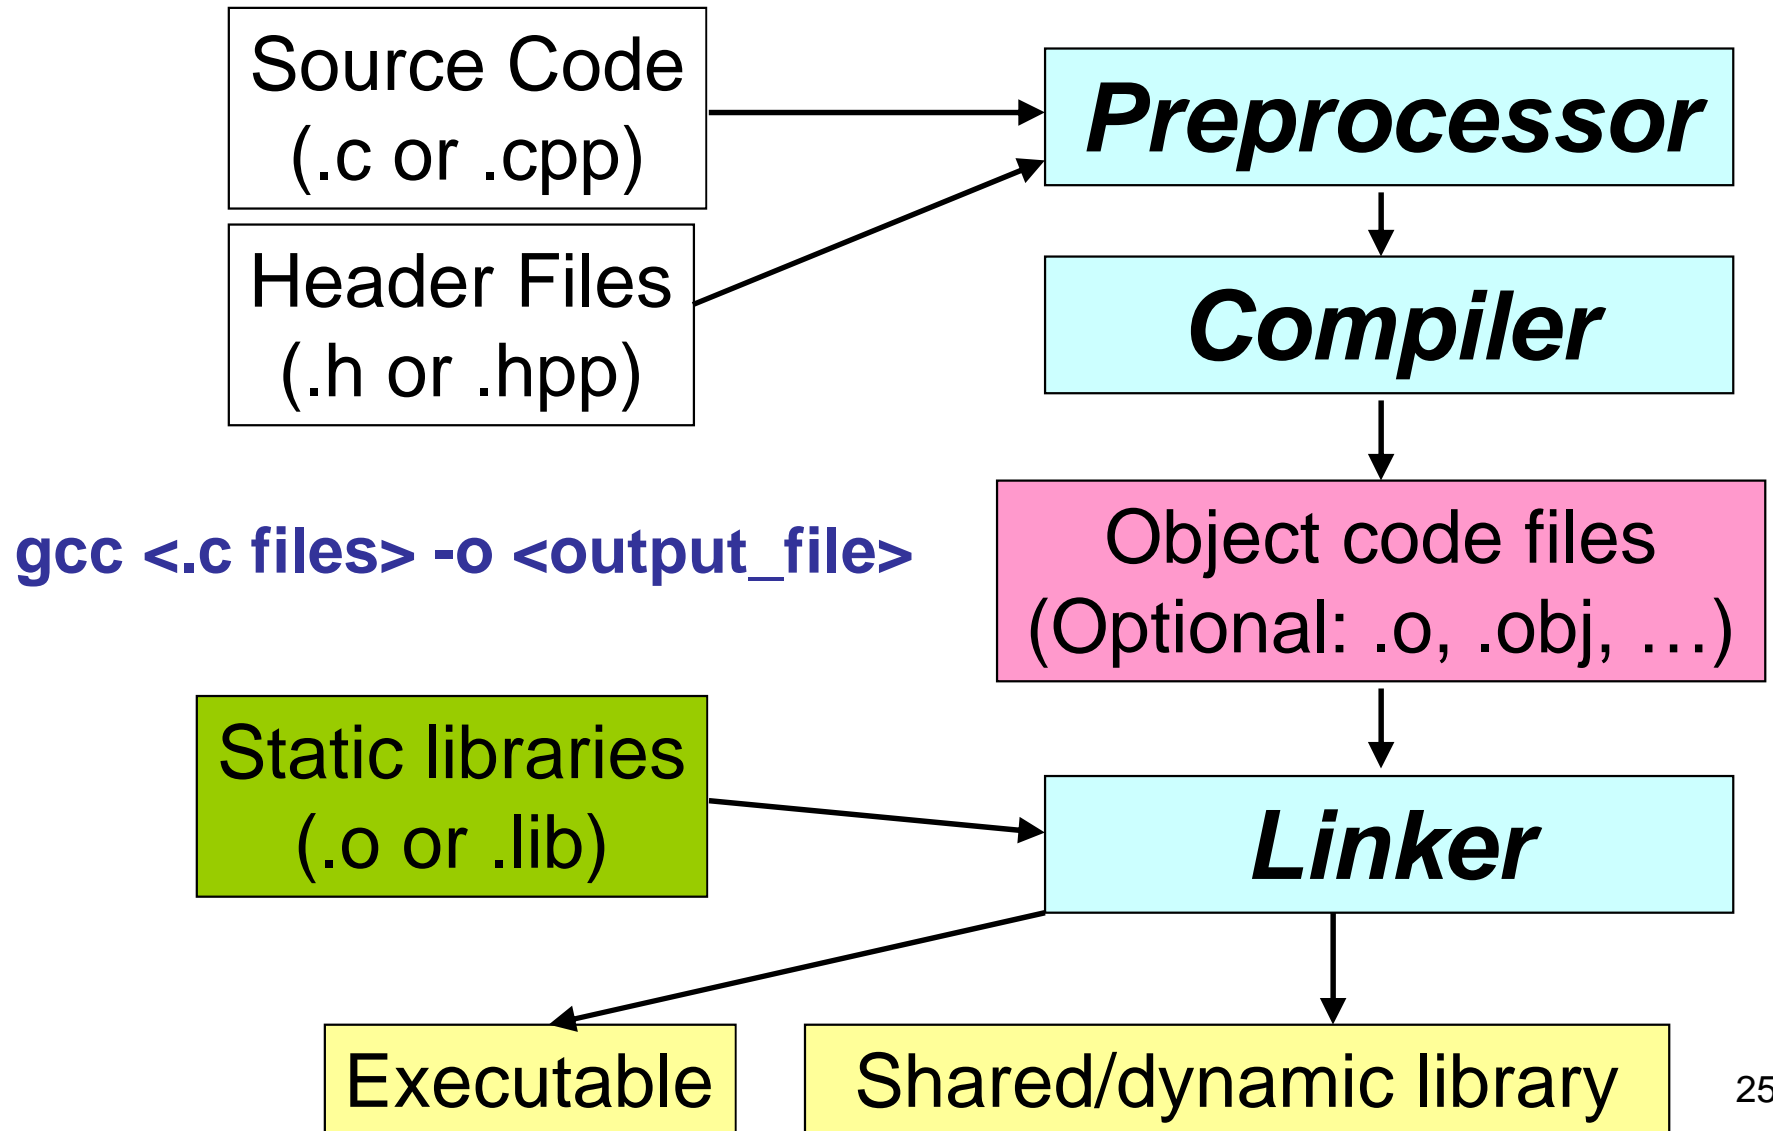 Source Code
(.c or .cpp)
Preprocessor
Header Files
(.h or .hpp)
Compiler
gcc <.c files> -o <output_file>
Object code files
(Optional: .o, .obj, …)
Static libraries
(.o or .lib)
Linker
Executable
Shared/dynamic library
25